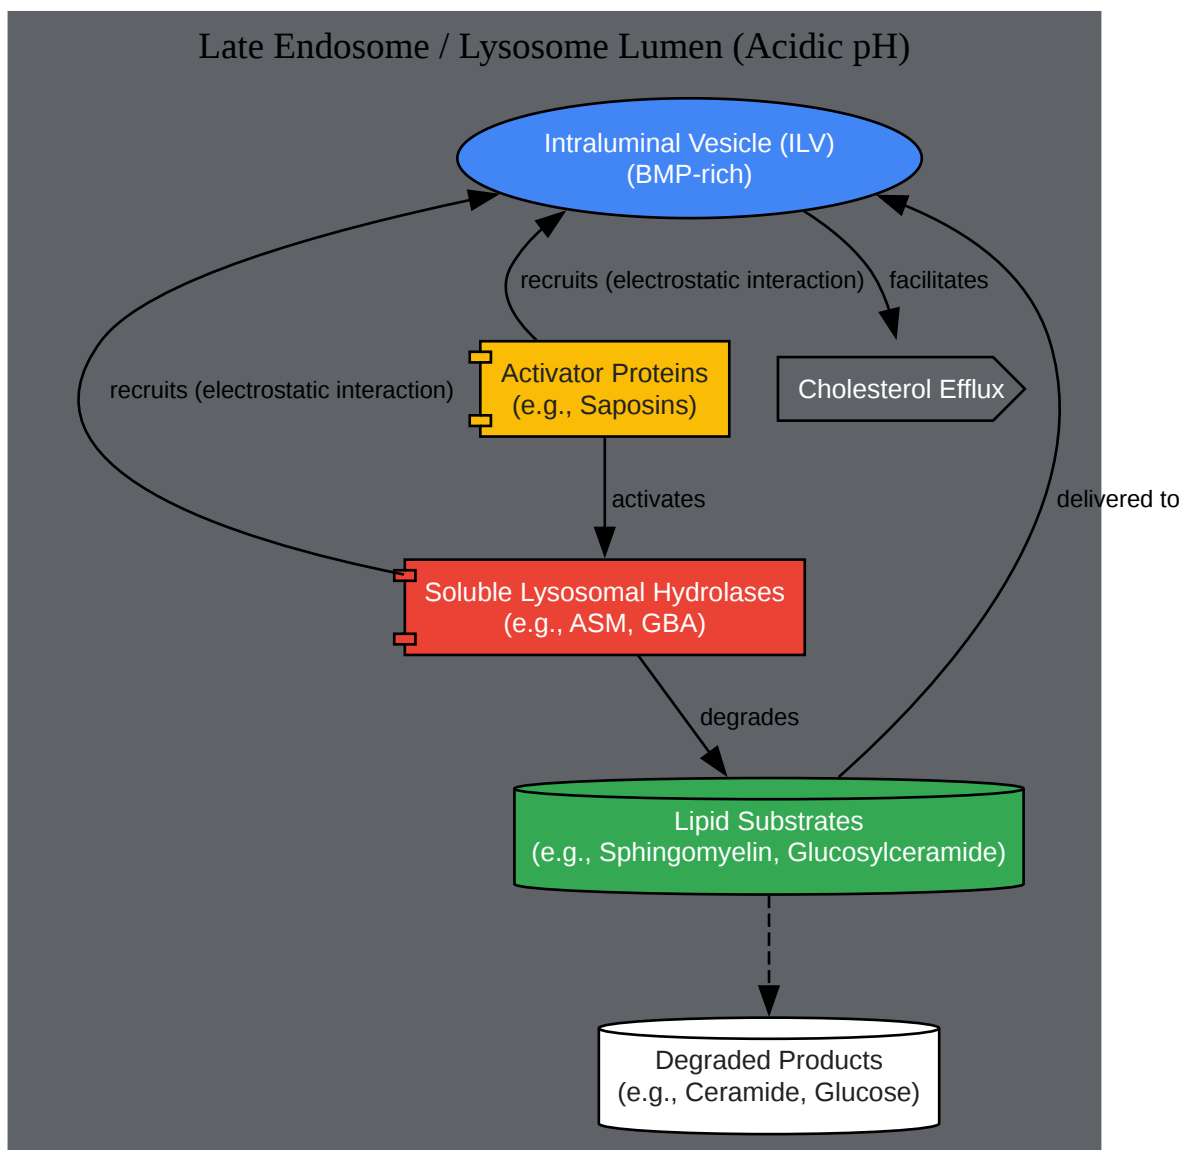 Late Endosome / Lysosome Lumen (Acidic pH)
Intraluminal Vesicle (ILV)
(BMP-rich)
recruits (electrostatic interaction)
facilitates
recruits (electrostatic interaction)
Activator Proteins
(e.g., Saposins)
Cholesterol Efflux
activates
delivered to
Soluble Lysosomal Hydrolases
(e.g., ASM, GBA)
degrades
Lipid Substrates
(e.g., Sphingomyelin, Glucosylceramide)
Degraded Products
(e.g., Ceramide, Glucose)